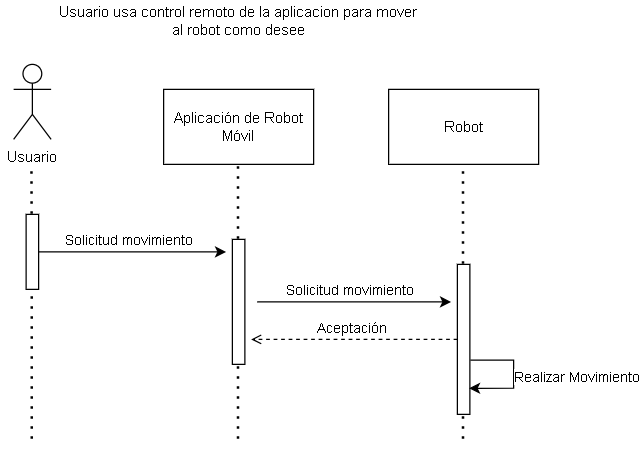 Usuario usa control remoto de la aplicacion para mover
al robot como desee
Usuario
Aplicación de Robot
Móvil
Robot
Solicitud movimiento
Solicitud movimiento
Aceptación
Realizar Movimiento